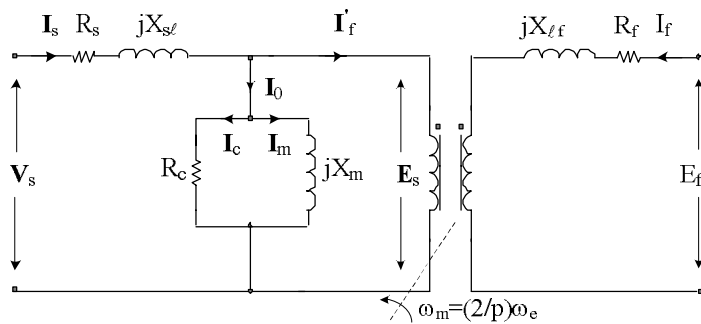 Iₛ Rₛ jXₛℓ I'f jXℓf Rf If
I₀
Ic Im
Vₛ Rc jXm Eₛ Ef
ωm=(2/p)ωe